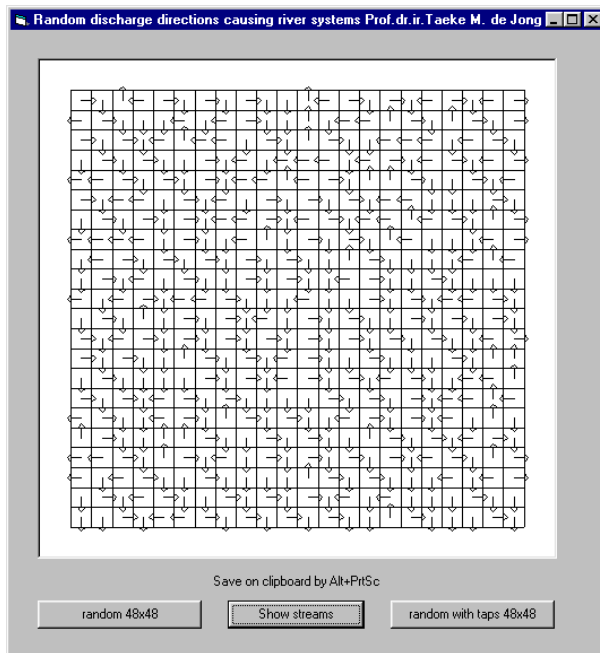 Random discharge directions causing river systems Prof.dr.ir.Taeke M. de Jong
Save on clipboard by Alt+PrtSc
random 48x48
Show streams
random with taps 48x48